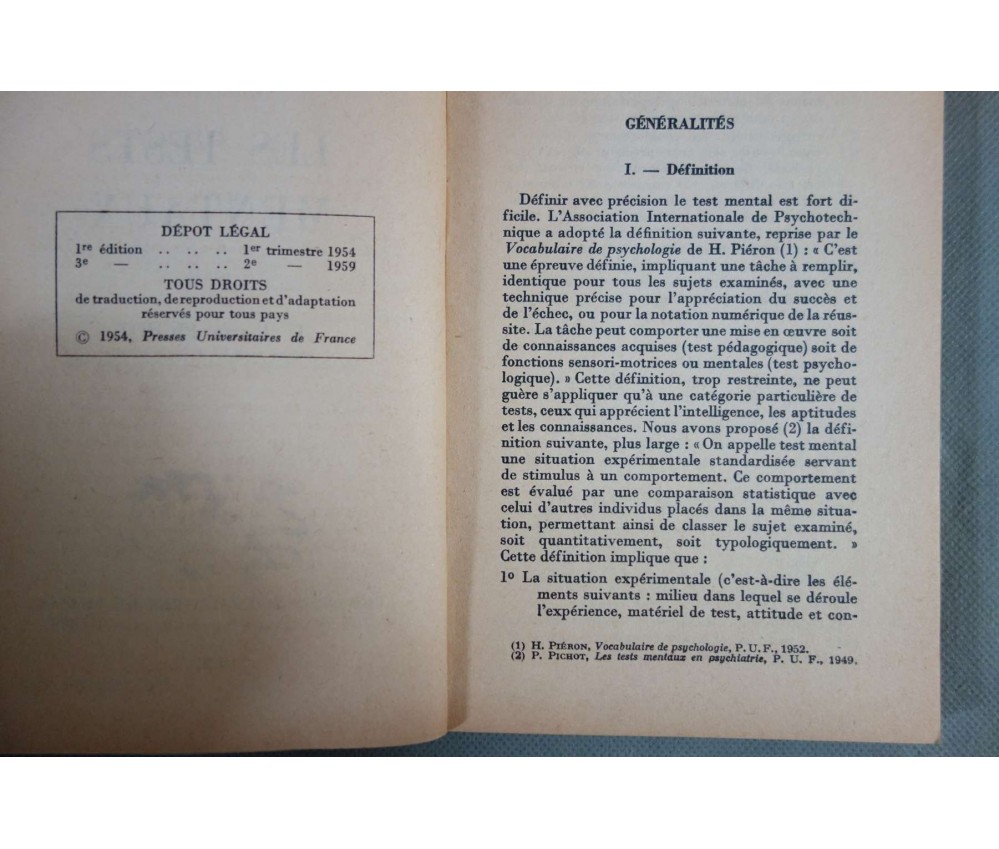 DÉPOT LÉGAL
1re édition .. .. .. 1er trimestre 1954
3e — .. .. .. 2e — 1959
TOUS DROITS
de traduction, de reproduction et d'adaptation
réservés pour tous pays
© 1954, Presses Universitaires de France
GÉNÉRALITÉS
I. — Définition
Définir avec précision le test mental est fort dif-
ficile. L'Association Internationale de Psychotech-
nique a adopté la définition suivante, reprise par le
Vocabulaire de psychologie de H. Piéron (1) : « C'est
une épreuve définie, impliquant une tâche à remplir,
identique pour tous les sujets examinés, avec une
technique précise pour l'appréciation du succès et
de l'échec, ou pour la notation numérique de la réus-
site. La tâche peut comporter une mise en œuvre soit
de connaissances acquises (test pédagogique) soit de
fonctions sensori-motrices ou mentales (test psycho-
logique). » Cette définition, trop restreinte, ne peut
guère s'appliquer qu'à une catégorie particulière de
tests, ceux qui apprécient l'intelligence, les aptitudes
et les connaissances. Nous avons proposé (2) la défi-
nition suivante, plus large : « On appelle test mental
une situation expérimentale standardisée servant
de stimulus à un comportement. Ce comportement
est évalué par une comparaison statistique avec
celui d'autres individus placés dans la même situa-
tion, permettant ainsi de classer le sujet examiné,
soit quantitativement, soit typologiquement. »
Cette définition implique que :
1o La situation expérimentale (c'est-à-dire les élé-
ments suivants : milieu dans lequel se déroule
l'expérience, matériel de test, attitude et con-
(1) H. PIÉRON, Vocabulaire de psychologie, P. U. F., 1952.
(2) P. PICHOT, Les tests mentaux en psychiatrie, P. U. F., 1949.